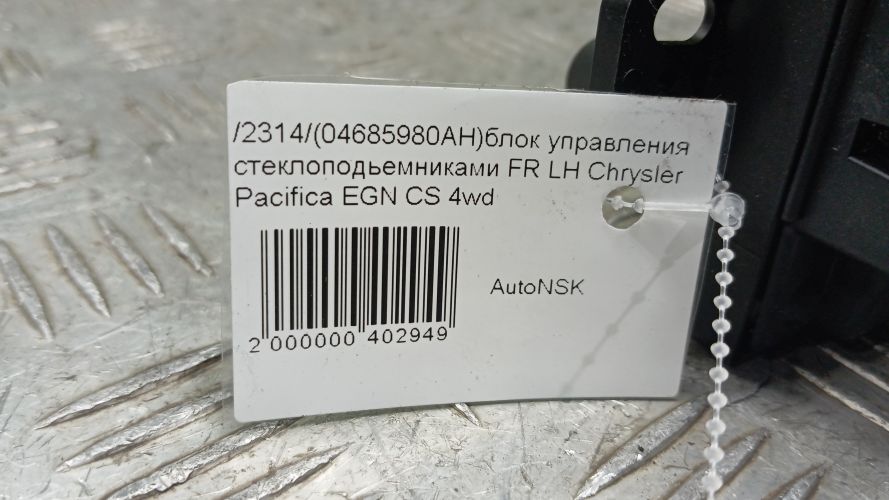 /2314/(04685980AH)блок управления
стеклоподьемниками FR LH Chrysler
Pacifica EGN CS 4wd
AutoNSK
2 000000 402949